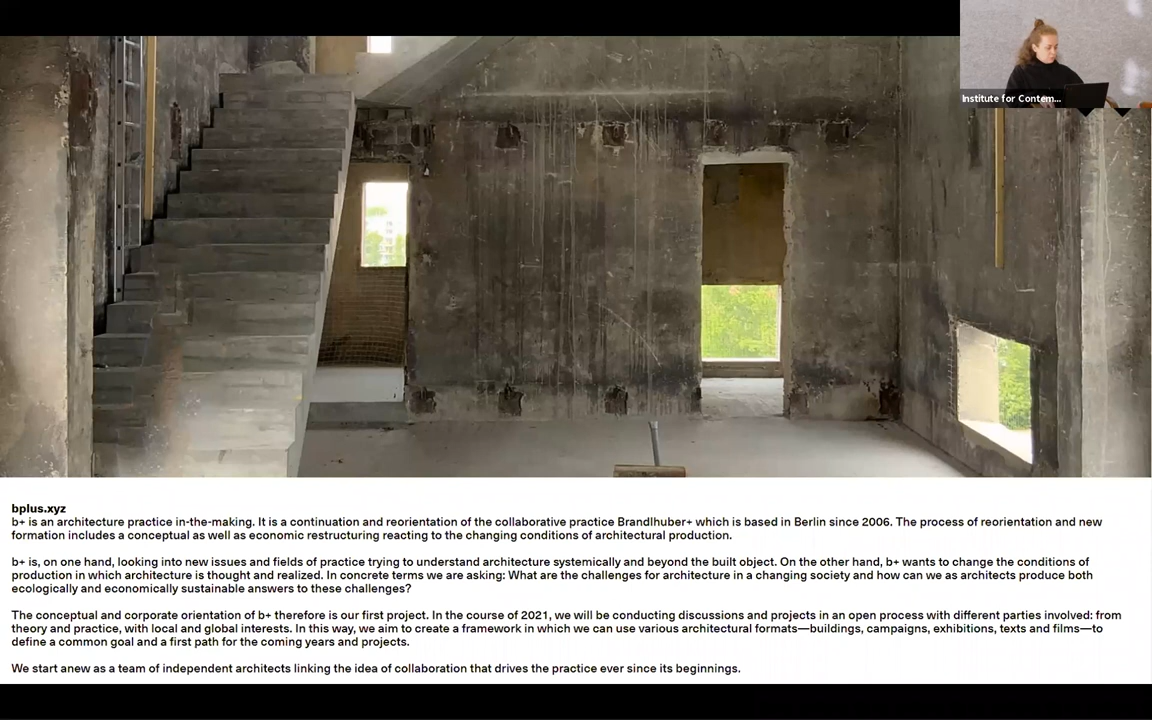 Institute for Contem...
bplus.xyz
b+ is an architecture practice in-the-making. It is a continuation and reorientation of the collaborative practice Brandlhuber+ which is based in Berlin since 2006. The process of reorientation and new
formation includes a conceptual as well as economic restructuring reacting to the changing conditions of architectural production.
b+ is, on one hand, looking into new issues and fields of practice trying to understand architecture systemically and beyond the built object. On the other hand, b+ wants to change the conditions of
production in which architecture is thought and realized. In concrete terms we are asking: What are the challenges for architecture in a changing society and how can we as architects produce both
ecologically and economically sustainable answers to these challenges?
The conceptual and corporate orientation of b+ therefore is our first project. In the course of 2021, we will be conducting discussions and projects in an open process with different parties involved: from
theory and practice, with local and global interests. In this way, we aim to create a framework in which we can use various architectural formats—buildings, campaigns, exhibitions, texts and films—to
define a common goal and a first path for the coming years and projects.
We start anew as a team of independent architects linking the idea of collaboration that drives the practice ever since its beginnings.